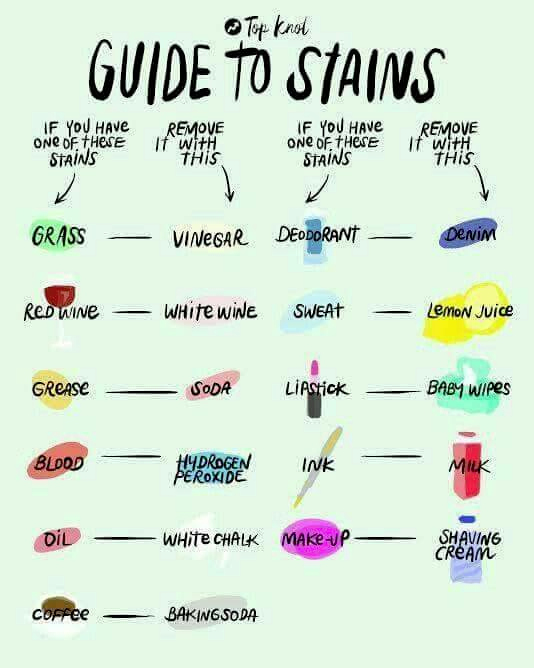 Top Knot
GUIDE TO STAINS
IF YOU HAVE
ONE OF THESE
STAINS
REMOVE
IT WITH
THIS
IF YOU HAVE
ONE OF THESE
STAINS
REMOVE
IT WITH
THIS
GRASS — VINEGAR
DEODORANT — DENIM
RED WINE — WHITE WINE
SWEAT — LEMON JUICE
GREASE — SODA
LIPSTICK — BABY WIPES
BLOOD — HYDROGEN
PEROXIDE
INK — MILK
OIL — WHITE CHALK
MAKE-UP — SHAVING
CREAM
COFFEE — BAKING SODA